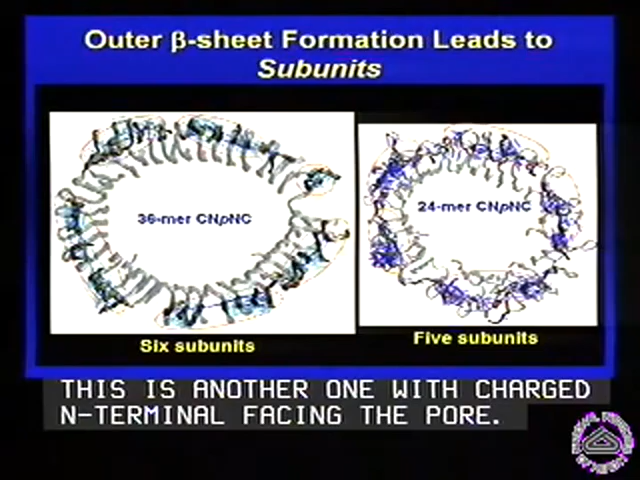 Outer β-sheet Formation Leads to
Subunits
36-mer CNpNC
24-mer CNpNC
Six subunits
Five subunits
THIS IS ANOTHER ONE WITH CHARGED
N-TERMINAL FACING THE PORE.